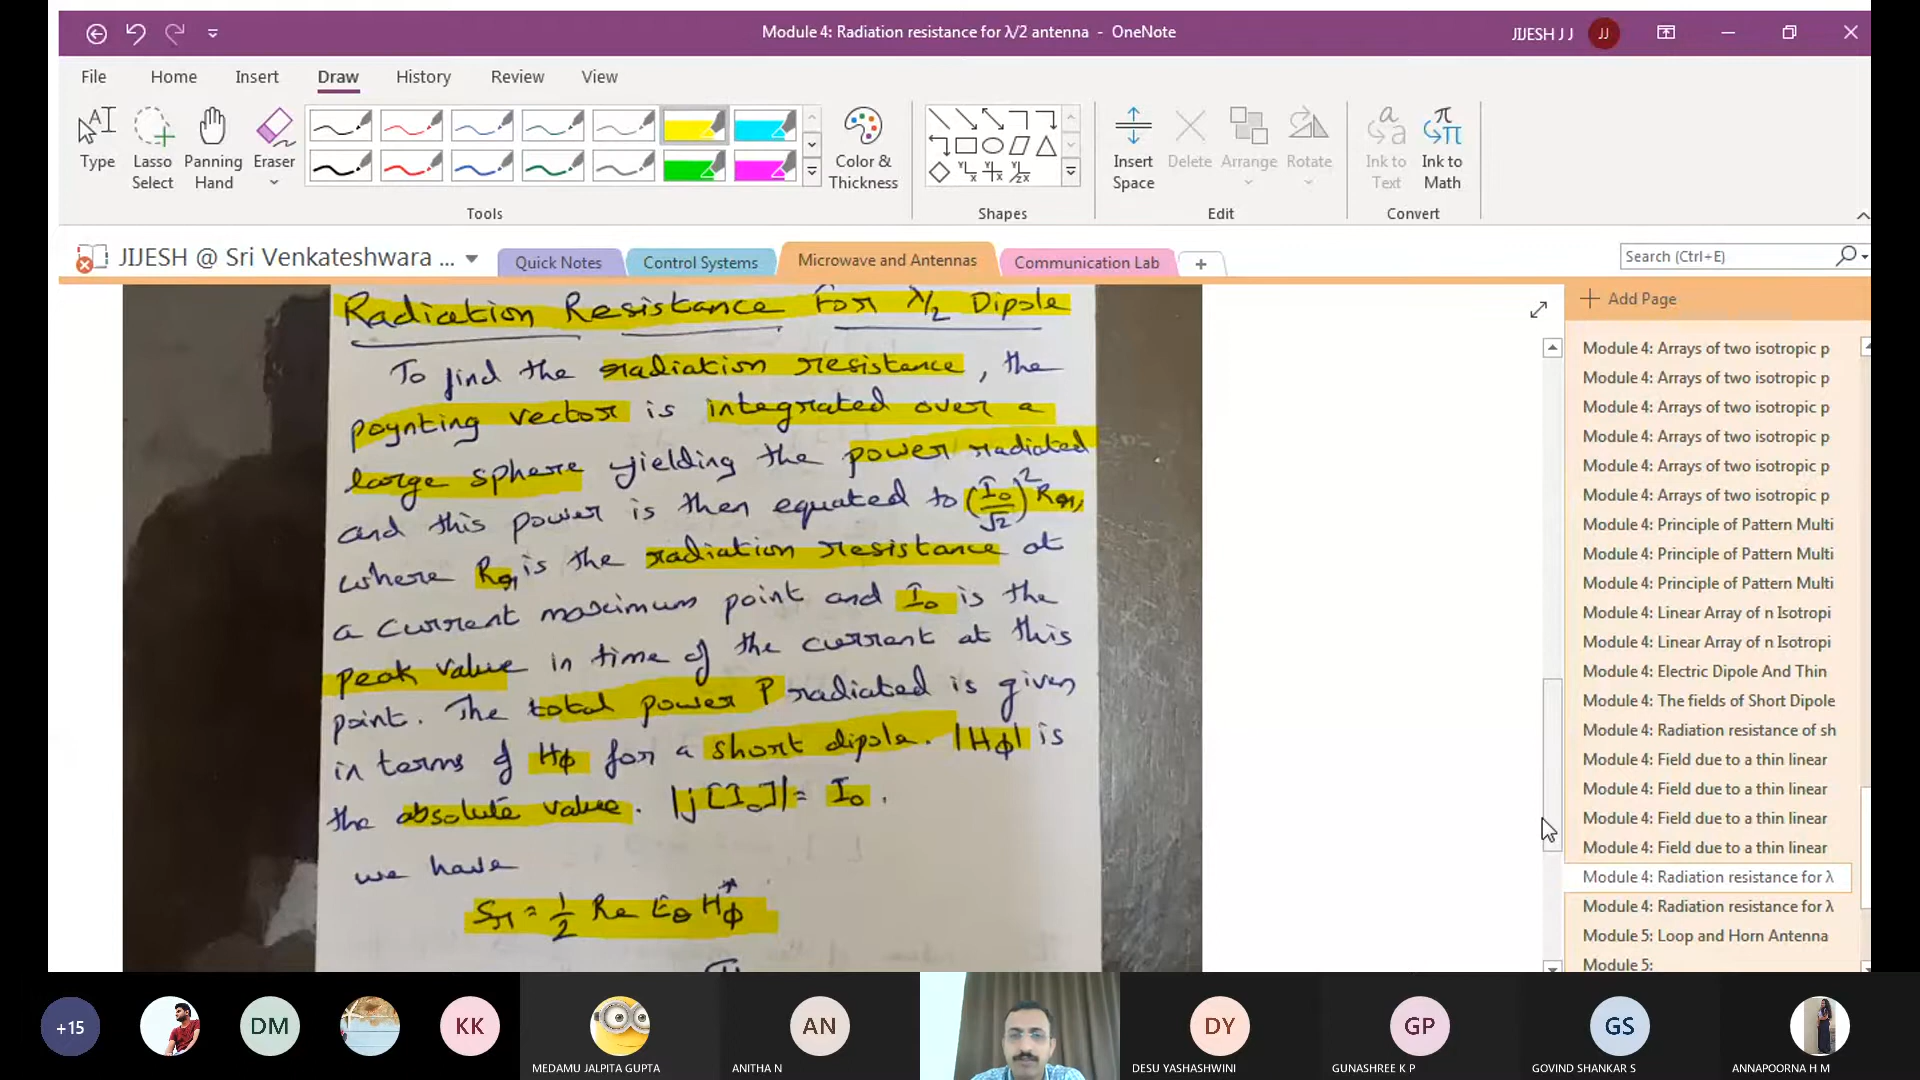 Module 4: Radiation resistance for λ/2 antenna - OneNote
JIJESH J J
JJ
File
Home
Insert
Draw
History
Review
View
Type
Lasso Select
Panning Hand
Eraser
Color & Thickness
Insert Space
Delete
Arrange
Rotate
Ink to Text
Ink to Math
Tools
Shapes
Edit
Convert
JIJESH @ Sri Venkateshwara ...
Quick Notes
Control Systems
Microwave and Antennas
Communication Lab
Search (Ctrl+E)
Radiation Resistance for λ/2 Dipole
To find the radiation resistance, the
poynting vector is integrated over a
large sphere yielding the power radiated
and this power is then equated to (I₀/√2)² Rr,
where Rr is the radiation resistance at
a current maximum point and I₀ is the
peak value in time of the current at this
point. The total power P radiated is given
in terms of Hϕ for a short dipole. |Hϕ| is
the absolute value. |j[I₀]| = I₀.
we have
Sr = 1/2 Re Eθ Hϕ*
Add Page
Module 4: Arrays of two isotropic p
Module 4: Arrays of two isotropic p
Module 4: Arrays of two isotropic p
Module 4: Arrays of two isotropic p
Module 4: Arrays of two isotropic p
Module 4: Arrays of two isotropic p
Module 4: Principle of Pattern Multi
Module 4: Principle of Pattern Multi
Module 4: Principle of Pattern Multi
Module 4: Linear Array of n Isotropi
Module 4: Linear Array of n Isotropi
Module 4: Electric Dipole And Thin
Module 4: The fields of Short Dipole
Module 4: Radiation resistance of sh
Module 4: Field due to a thin linear
Module 4: Field due to a thin linear
Module 4: Field due to a thin linear
Module 4: Field due to a thin linear
Module 4: Radiation resistance for λ
Module 4: Radiation resistance for λ
Module 5: Loop and Horn Antenna
Module 5:
+15
DM
KK
MEDAMU JALPITA GUPTA
AN
ANITHA N
DY
DESU YASHASHWINI
GP
GUNASHREE K P
GS
GOVIND SHANKAR S
ANNAPOORNA H M